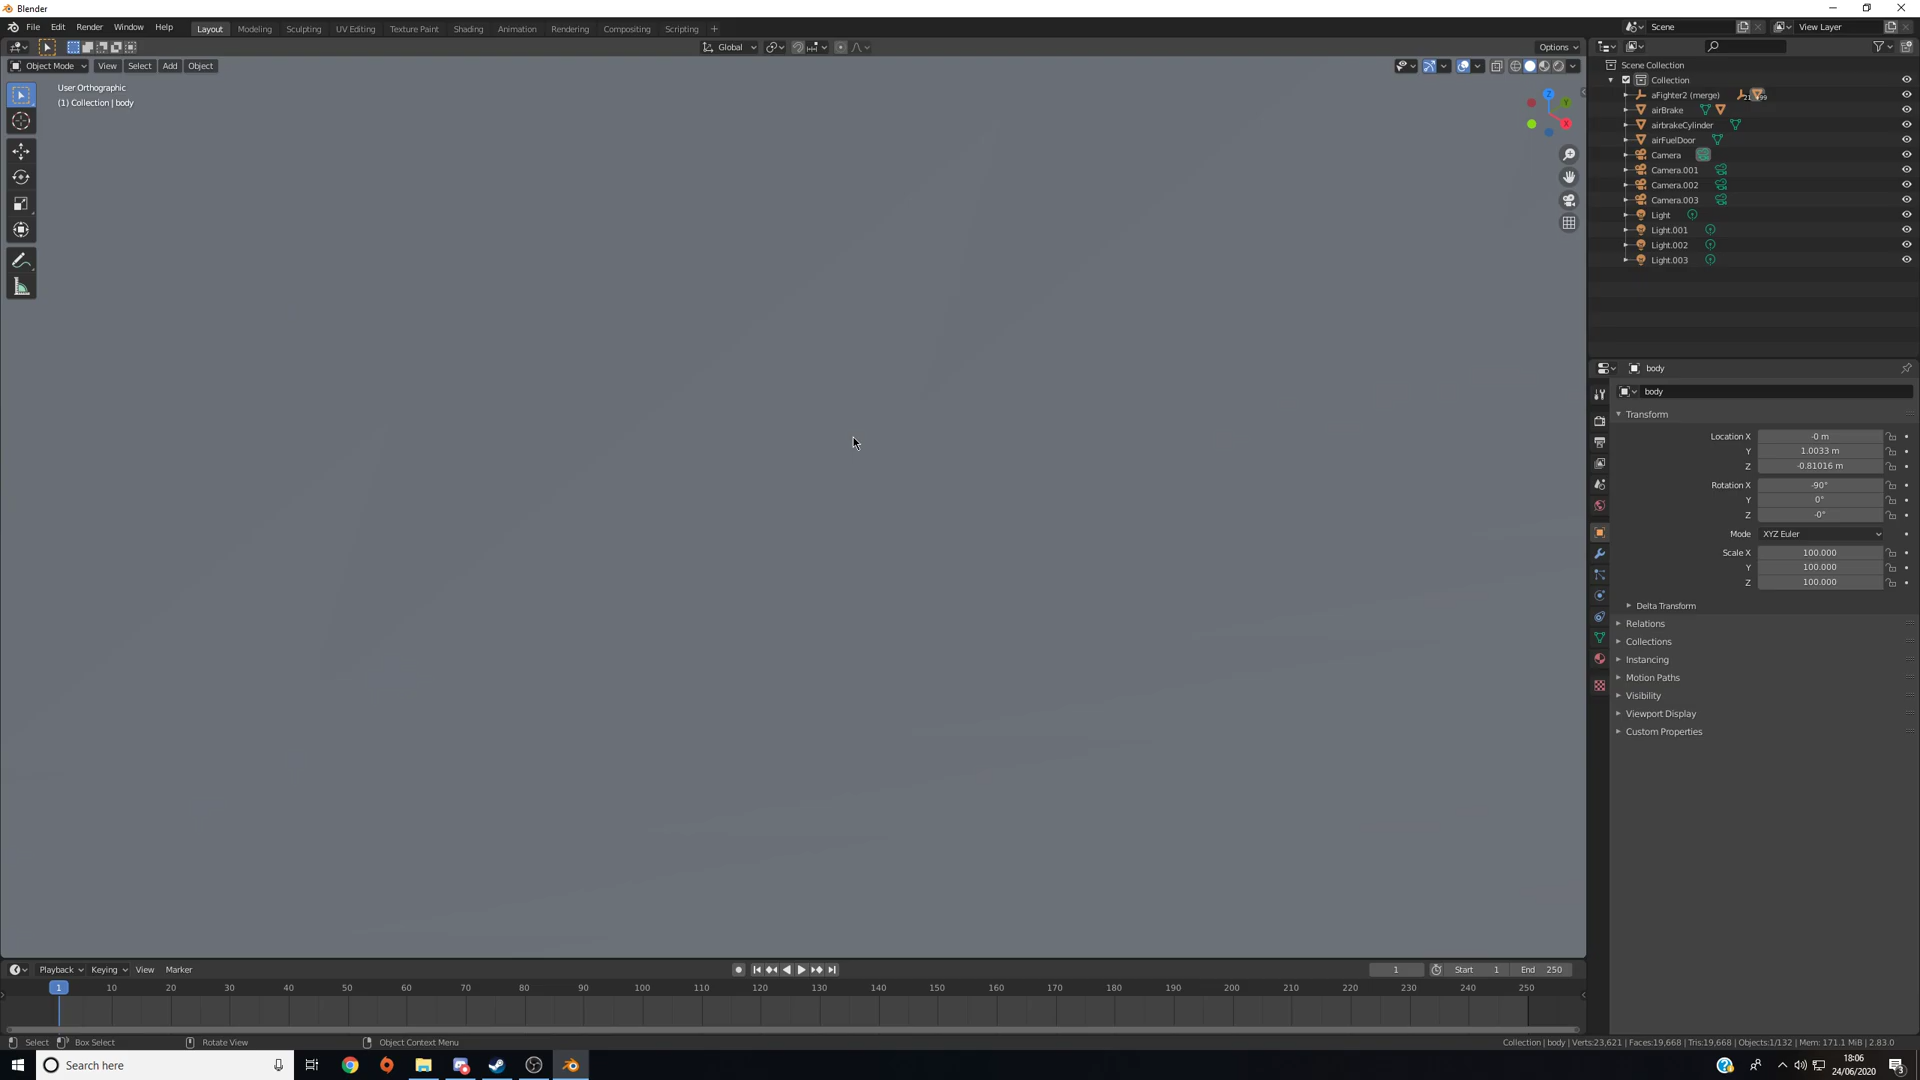 Blender
File Edit Render Window Help Layout Modeling Sculpting UV Editing Texture Paint Shading Animation Rendering Compositing Scripting +
Scene View Layer
Global Options
Object Mode View Select Add Object
User Orthographic
(1) Collection | body
Z
Y
X
Scene Collection
Collection
aFighter2 (merge)
airBrake
airbrakeCylinder
airFuelDoor
Camera
Camera.001
Camera.002
Camera.003
Light
Light.001
Light.002
Light.003
body
body
Transform
Location X -0 m
Y 1.0033 m
Z -0.81016 m
Rotation X -90°
Y 0°
Z -0°
Mode XYZ Euler
Scale X 100.000
Y 100.000
Z 100.000
Delta Transform
Relations
Collections
Instancing
Motion Paths
Visibility
Viewport Display
Custom Properties
Playback Keying View Marker 1 Start 1 End 250
1 10 20 30 40 50 60 70 80 90 100 110 120 130 140 150 160 170 180 190 200 210 220 230 240 250
Select Box Select Rotate View Object Context Menu
Collection | body | Verts:23,621 | Faces:19,668 | Tris:19,668 | Objects:1/132 | Mem: 171.1 MiB | 2.83.0
Search here
18:06
24/06/2020
3